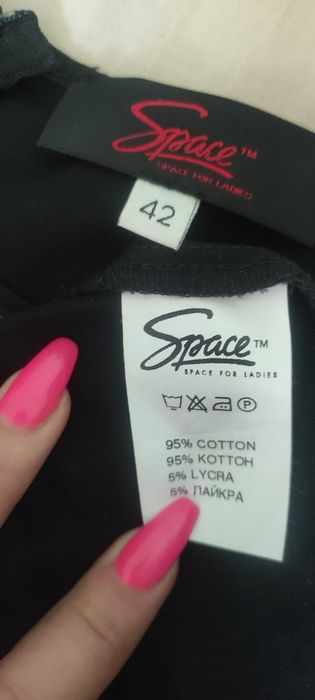 Space™
SPACE FOR LADIES
42
Space™
SPACE FOR LADIES
P
95% COTTON
95% КОТТОН
5% LYCRA
5% ЛАЙКРА